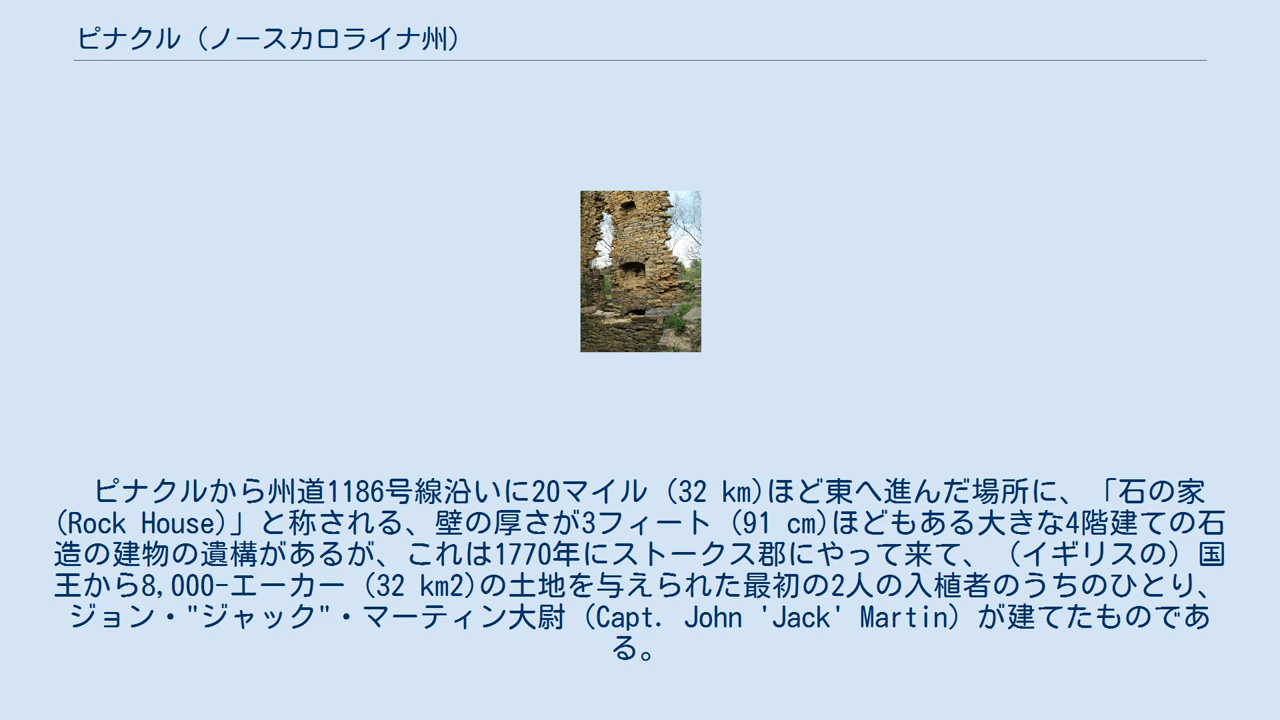 ピナクル (ノースカロライナ州)
ピナクルから州道1186号線沿いに20マイル (32 km)ほど東へ進んだ場所に、「石の家
(Rock House)」と称される、壁の厚さが3フィート (91 cm)ほどもある大きな4階建ての石
造の建物の遺構があるが、これは1770年にストークス郡にやって来て、(イギリスの) 国
王から8,000-エーカー (32 km2)の土地を与えられた最初の2人の入植者のうちのひとり、
ジョン・"ジャック"・マーティン大尉 (Capt. John 'Jack' Martin) が建てたものであ
る。